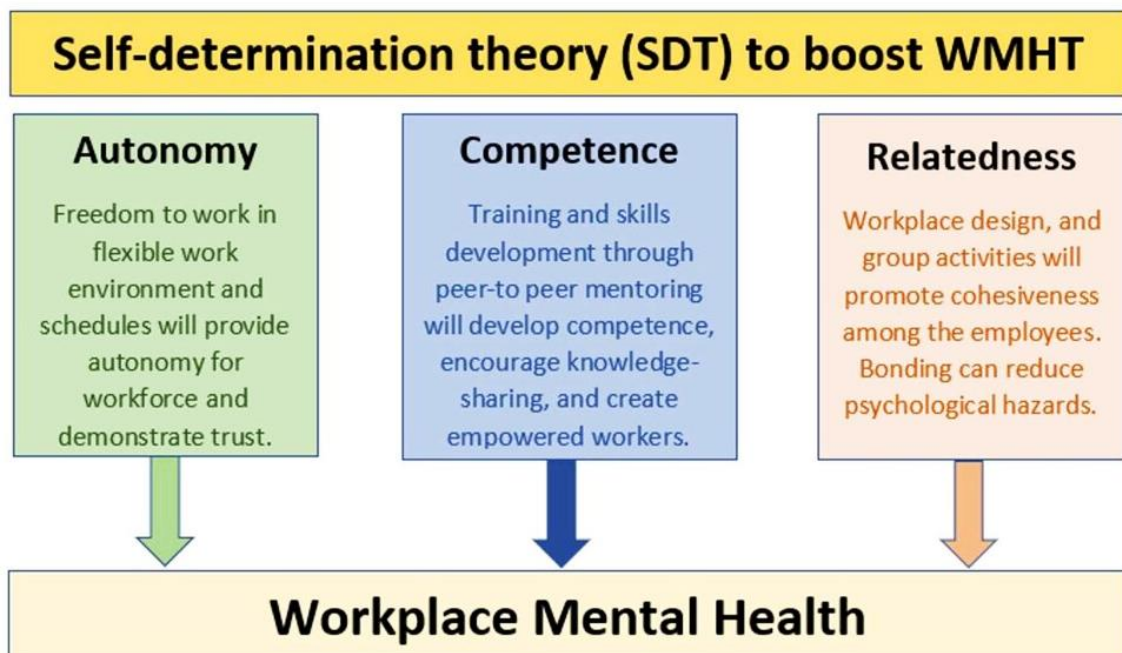 Self-determination theory (SDT) to boost WMHT
Autonomy
Freedom to work in
flexible work
environment and
schedules will provide
autonomy for
workforce and
demonstrate trust.
Competence
Training and skills
development through
peer-to peer mentoring
will develop competence,
encourage knowledge-
sharing, and create
empowered workers.
Relatedness
Workplace design, and
group activities will
promote cohesiveness
among the employees.
Bonding can reduce
psychological hazards.
Workplace Mental Health